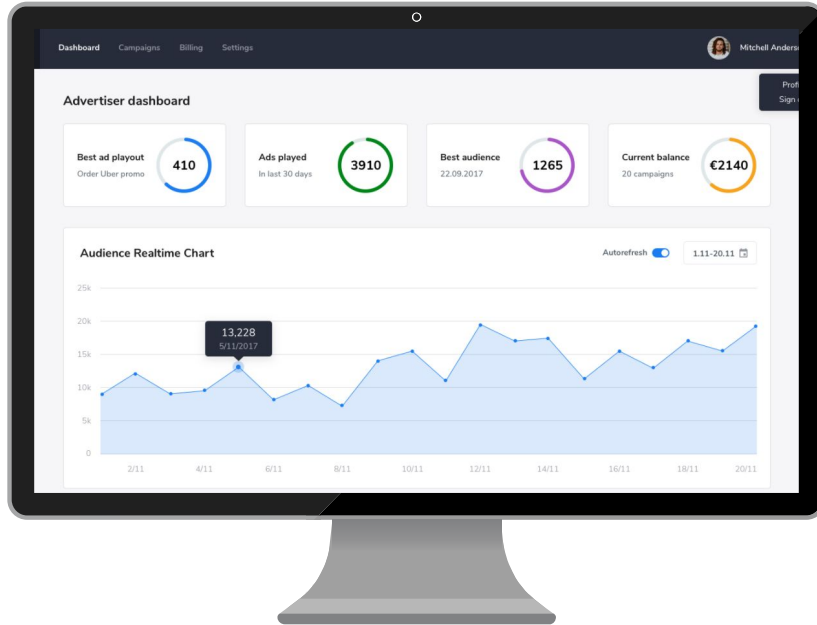 Dashboard Campaigns Billing Settings
Mitchell
Advertiser dashboard
Best ad playout
Order Uber promo
410
Ads played
In last 30 days
3910
Best audience
22.09.2017
1265
Current balance
20 campaigns
€2140
Sign
Audience Realtime Chart
Autorefresh
1.11-20.11
25k
20k
15k
10k
5k
0
13,228
5/11/2017
2/11 4/11 6/11 8/11 10/11 12/11 14/11 16/11 18/11 20/11